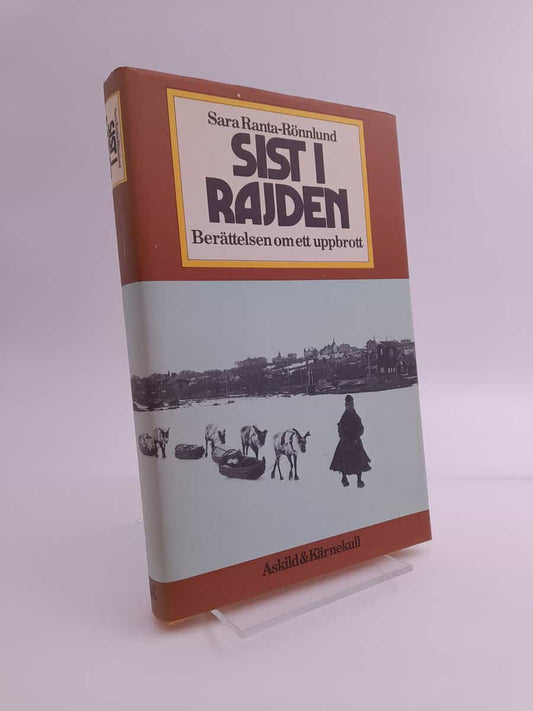 Sara Ranta-Rönnlund
SIST I
RAJDEN
Berättelsen om ett uppbrott
Askild & Kärnekull